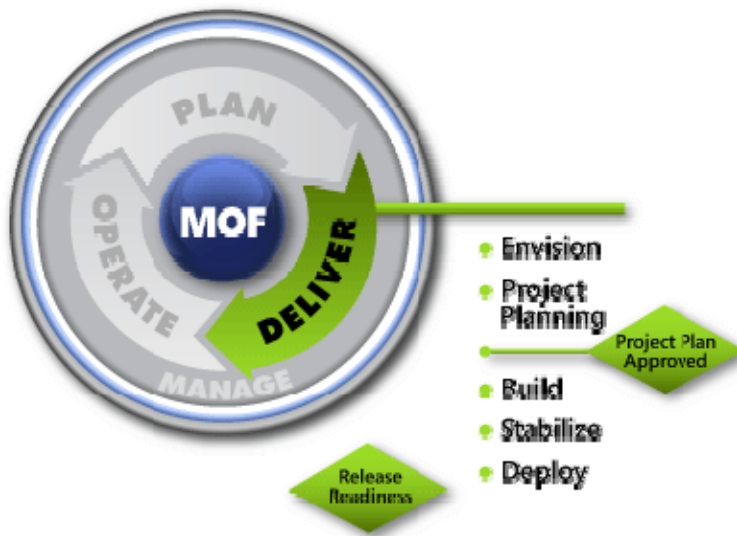 PLAN
MOF
DELIVER
OPERATE
MANAGE
Envision
Project
Planning
Project Plan
Approved
Build
Stabilize
Deploy
Release
Readiness